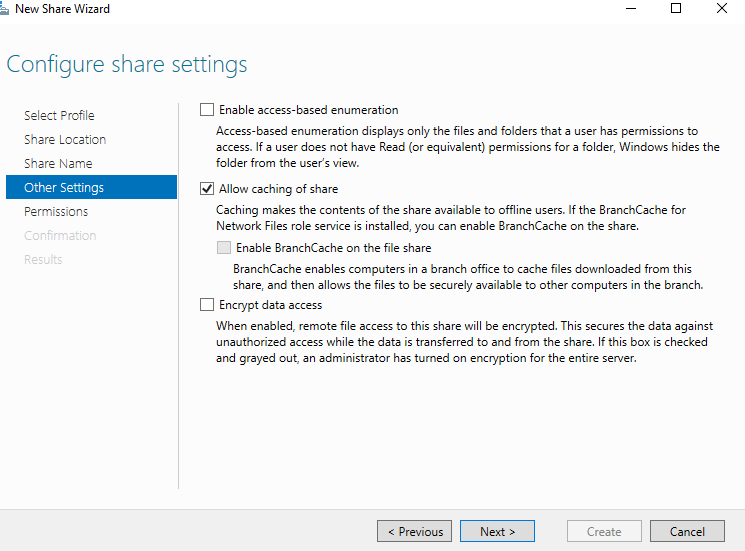 New Share Wizard
Configure share settings
Select Profile
Share Location
Share Name
Other Settings
Permissions
Confirmation
Results
Enable access-based enumeration
Access-based enumeration displays only the files and folders that a user has permissions to
access. If a user does not have Read (or equivalent) permissions for a folder, Windows hides the
folder from the user's view.
Allow caching of share
Caching makes the contents of the share available to offline users. If the BranchCache for
Network Files role service is installed, you can enable BranchCache on the share.
Enable BranchCache on the file share
BranchCache enables computers in a branch office to cache files downloaded from this
share, and then allows the files to be securely available to other computers in the branch.
Encrypt data access
When enabled, remote file access to this share will be encrypted. This secures the data against
unauthorized access while the data is transferred to and from the share. If this box is checked
and grayed out, an administrator has turned on encryption for the entire server.
< Previous
Next >
Create
Cancel